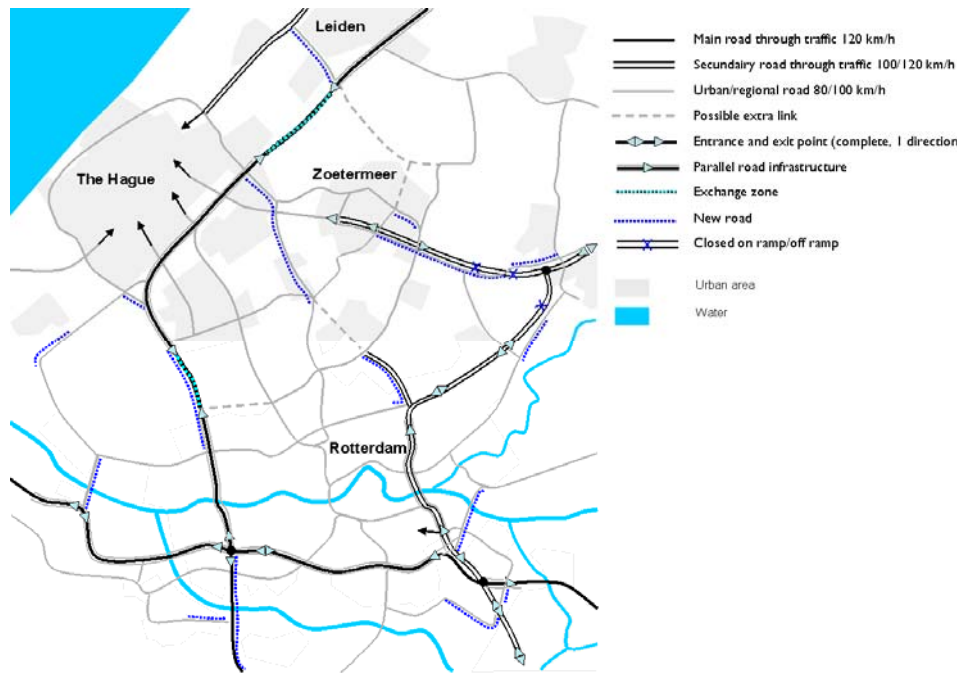 Leiden
The Hague
Zoetermeer
Rotterdam
Main road through traffic 120 km/h
Secundairy road through traffic 100/120 km/h
Urban/regional road 80/100 km/h
Possible extra link
Entrance and exit point (complete, 1 direction
Parallel road infrastructure
Exchange zone
New road
Closed on ramp/off ramp
Urban area
Water